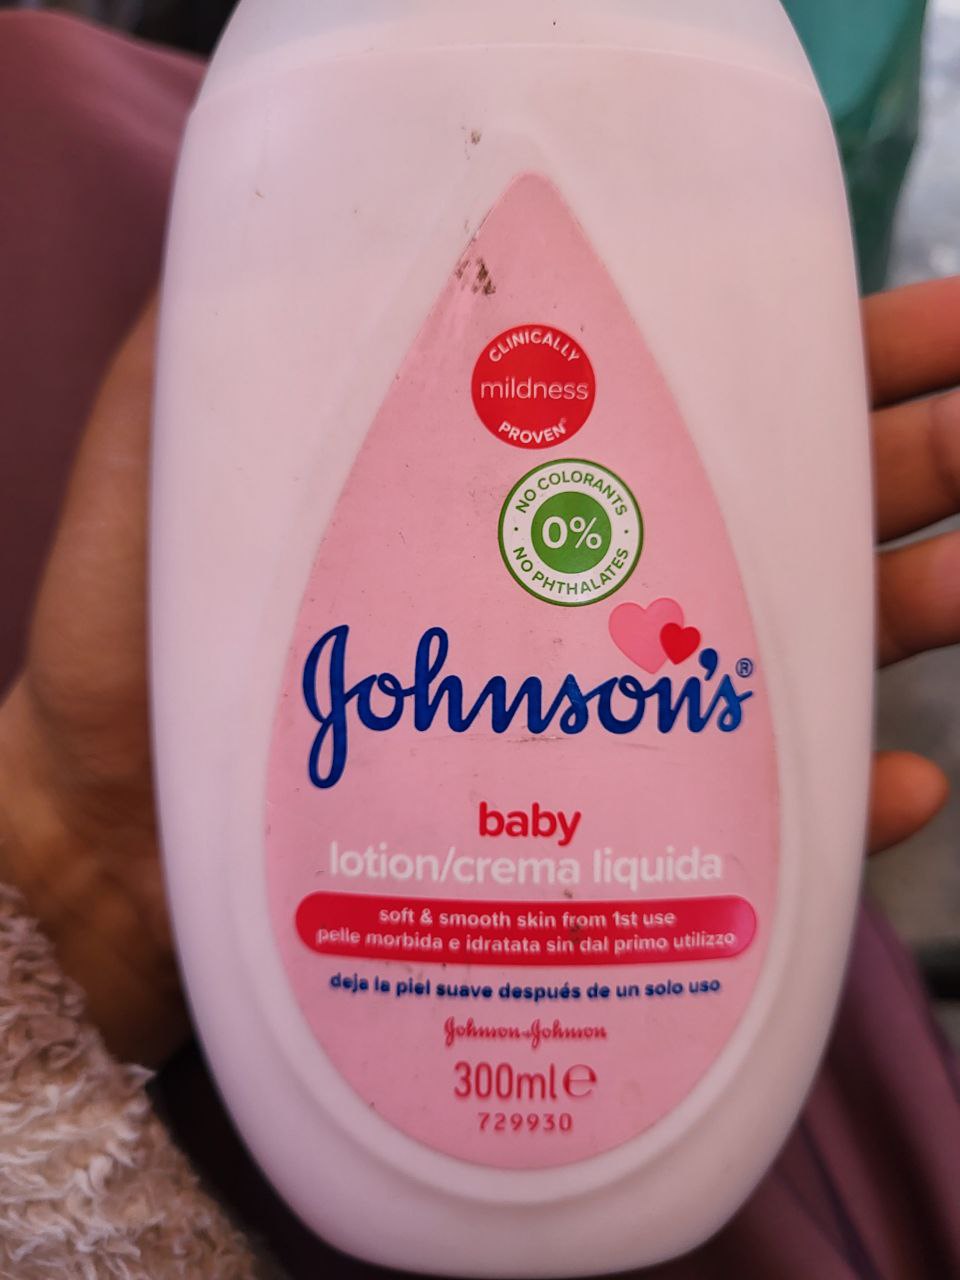 CLINICALLY
mildness
PROVEN
NO COLORANTS
0%
NO PHTHALATES
Johnson's®
baby
lotion/crema liquida
soft & smooth skin from 1st use
pelle morbida e idratata sin dal primo utilizzo
deja la piel suave después de un solo uso
Johnson+Johnson
300ml e
729930